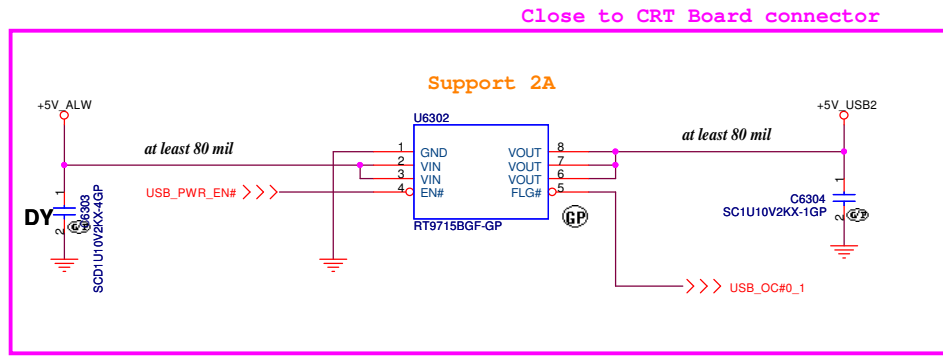 Close to CRT Board connector
Support 2A
+5V_ALW
+5V_USB2
U6302
at least 80 mil
at least 80 mil
1 GND VOUT 8
2 VIN VOUT 7
3 VIN VOUT 6
4 EN# FLG# 5
USB_PWR_EN#
RT9715BGF-GP
GP
DY
1
2
C6303
SCD1U10V2KX-4GP
G/P
1
2
C6304
SC1U10V2KX-1GP
G/P
USB_OC#0_1